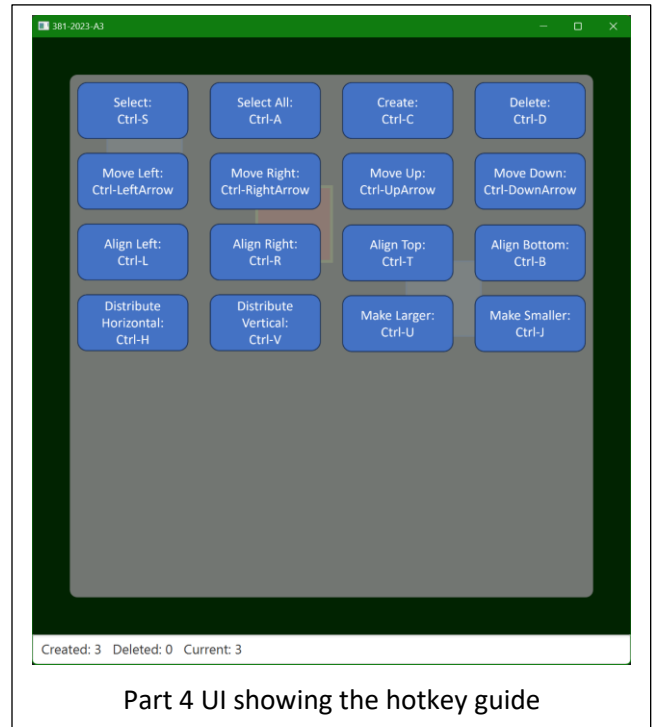 381-2023-A3
Select:
Ctrl-S
Select All:
Ctrl-A
Create:
Ctrl-C
Delete:
Ctrl-D
Move Left:
Ctrl-LeftArrow
Move Right:
Ctrl-RightArrow
Move Up:
Ctrl-UpArrow
Move Down:
Ctrl-DownArrow
Align Left:
Ctrl-L
Align Right:
Ctrl-R
Align Top:
Ctrl-T
Align Bottom:
Ctrl-B
Distribute
Horizontal:
Ctrl-H
Distribute
Vertical:
Ctrl-V
Make Larger:
Ctrl-U
Make Smaller:
Ctrl-J
Created: 3 Deleted: 0 Current: 3
Part 4 UI showing the hotkey guide